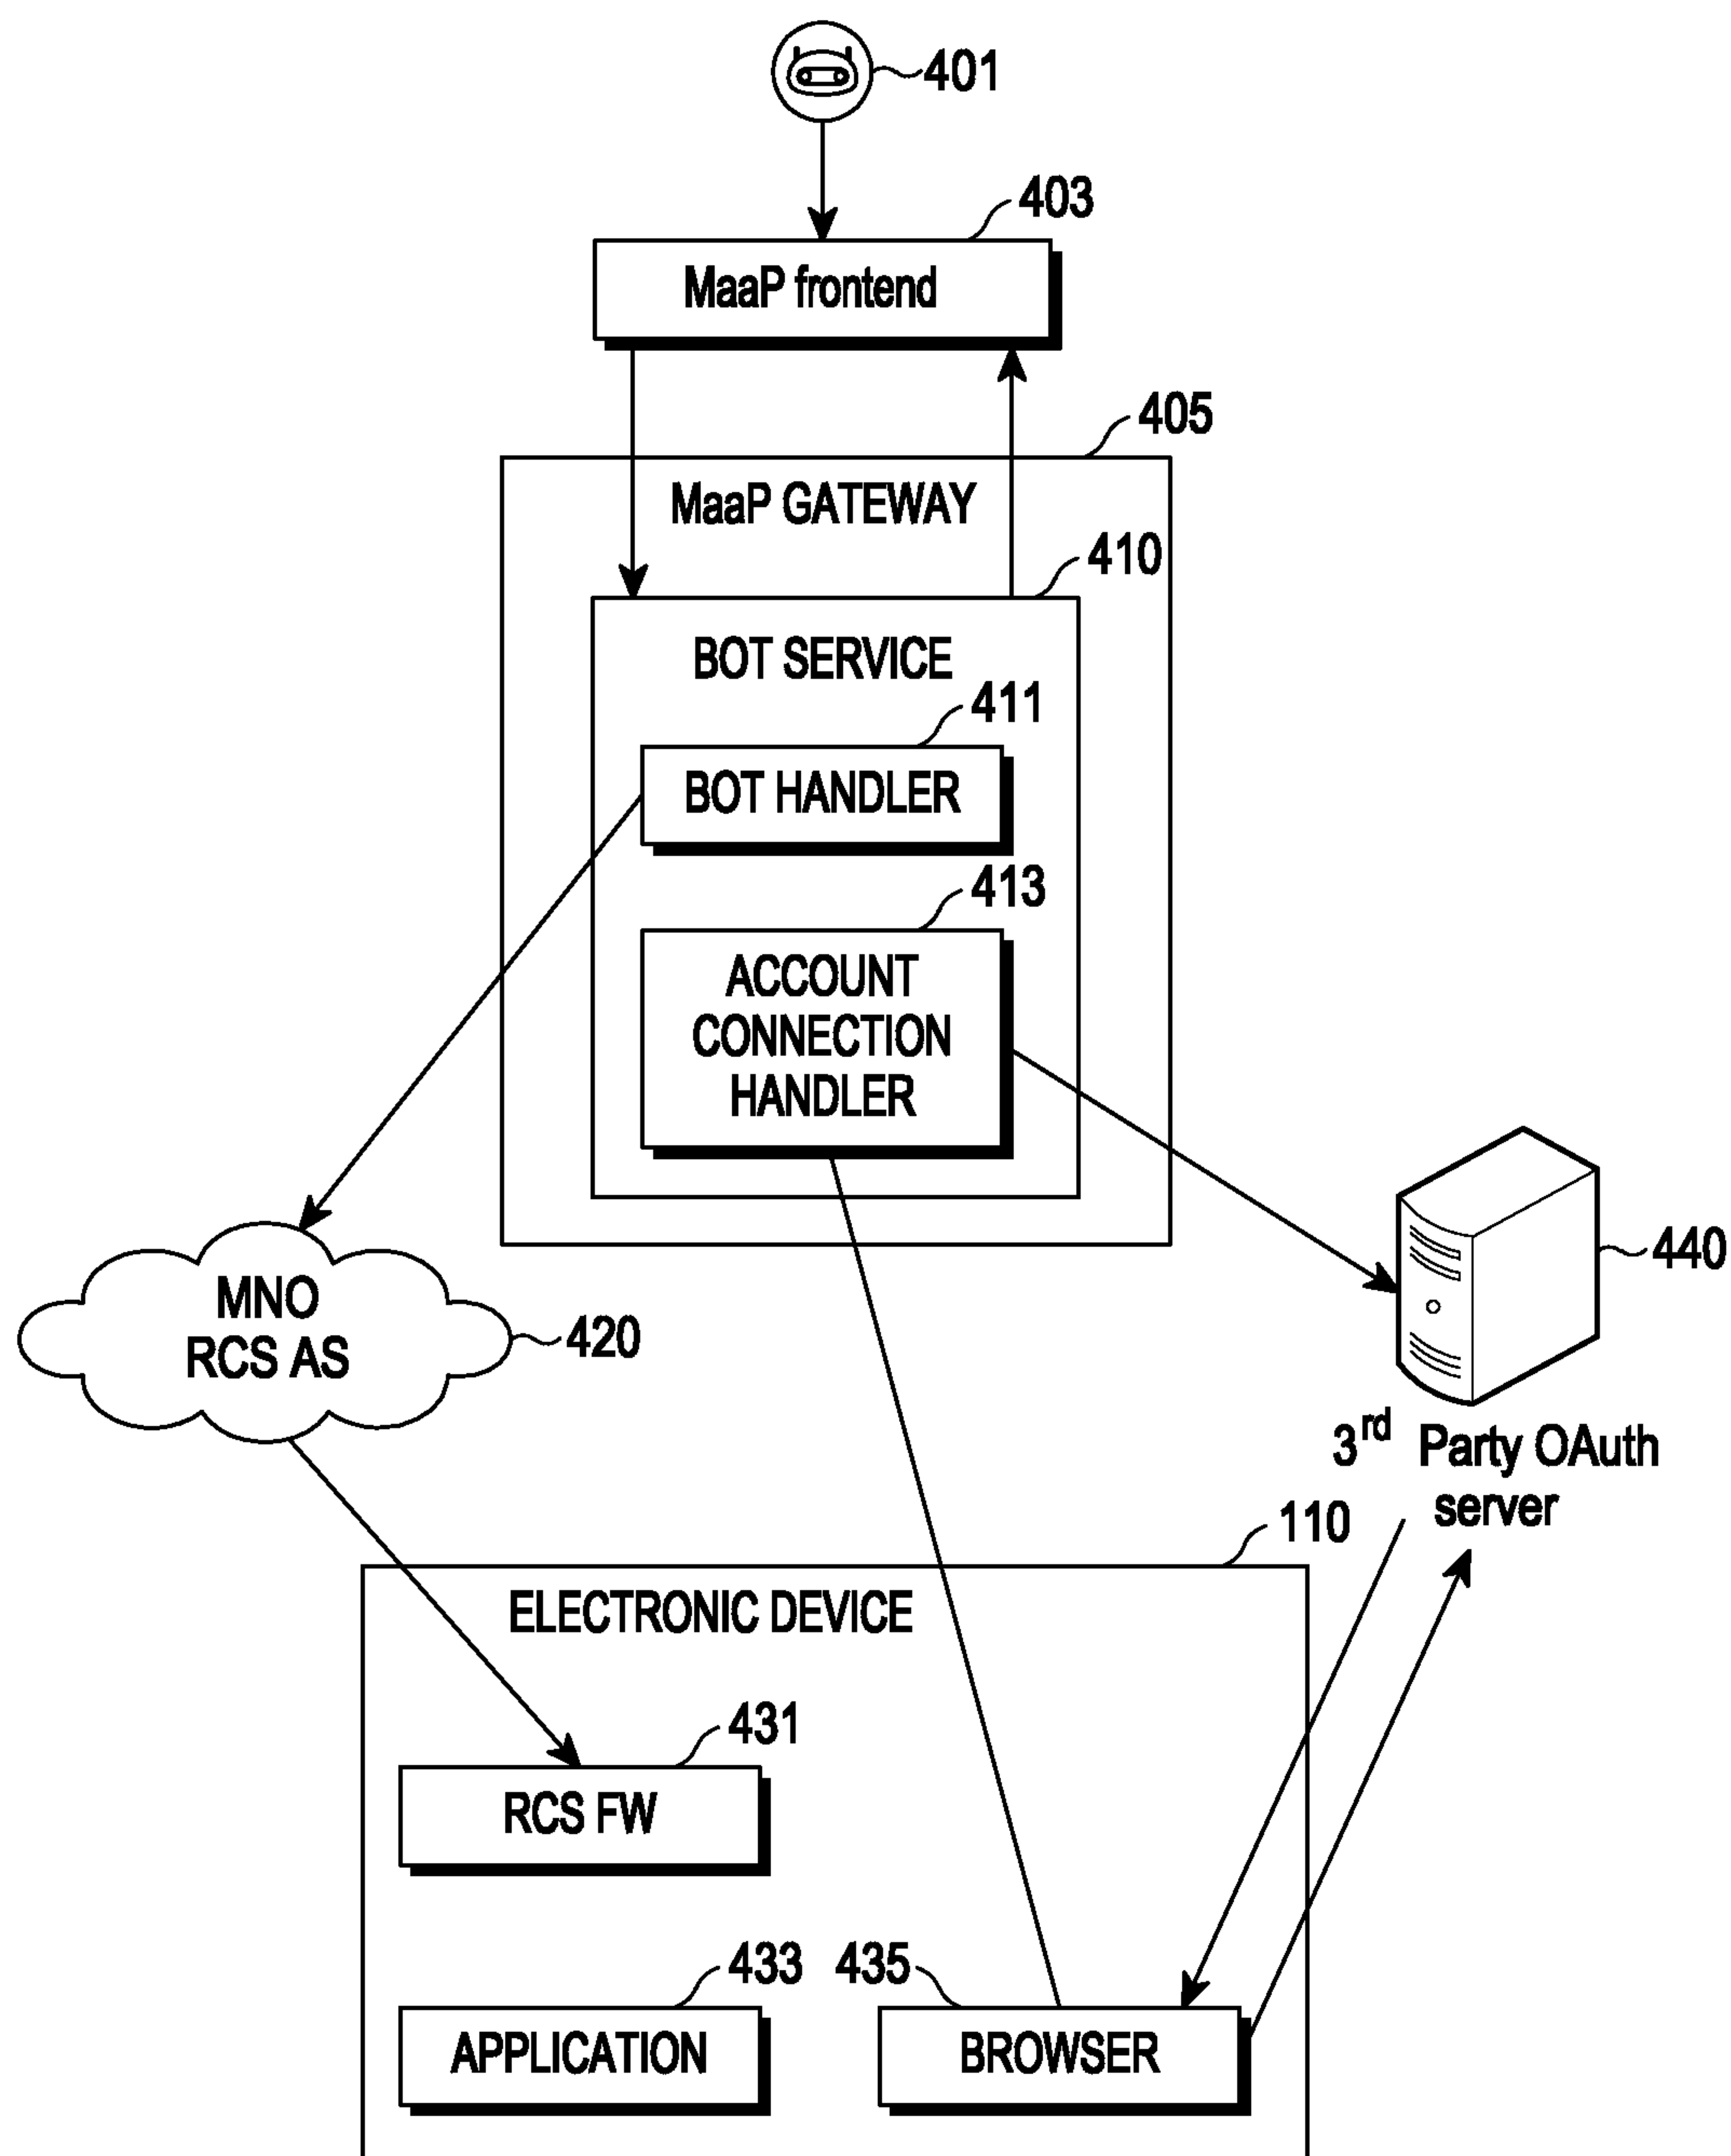 401
403
MaaP frontend
405
MaaP GATEWAY
410
BOT SERVICE
411
BOT HANDLER
413
ACCOUNT
CONNECTION
HANDLER
440
MNO
RCS AS
420
3rd Party OAuth
server
110
ELECTRONIC DEVICE
431
RCS FW
433
435
APPLICATION
BROWSER